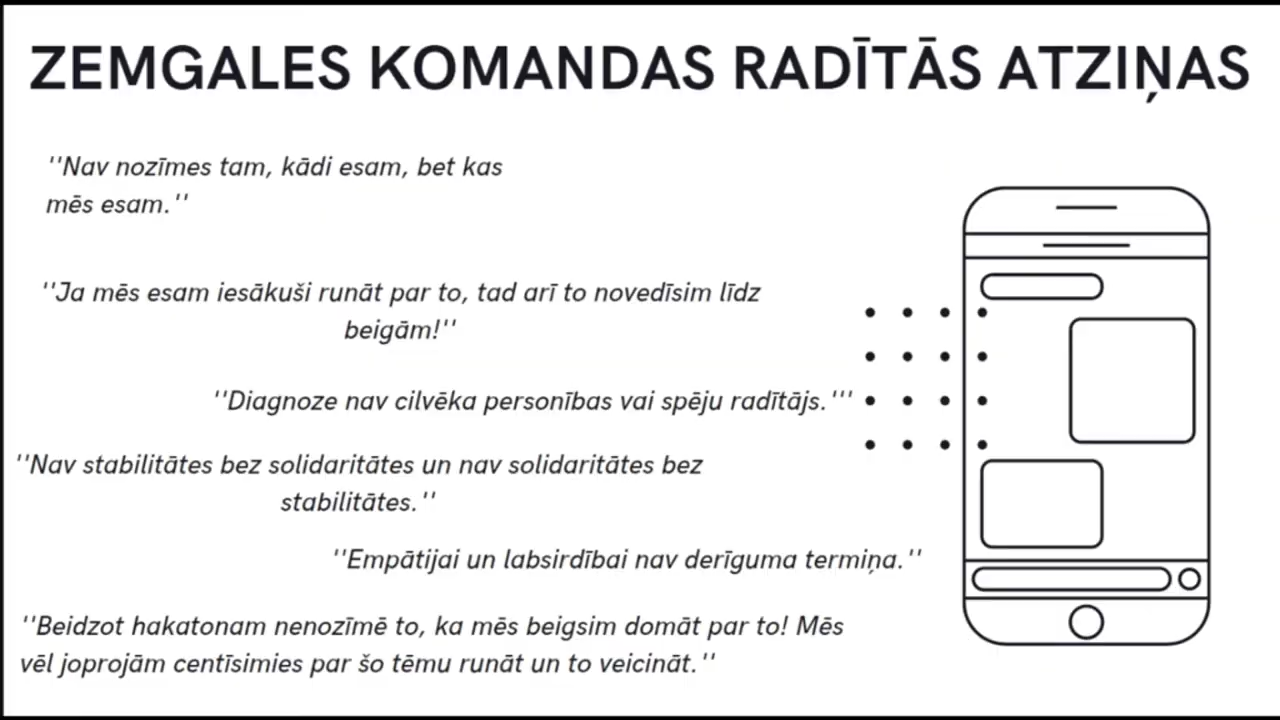 ZEMGALES KOMANDAS RADĪTĀS ATZIŅAS
''Nav nozīmes tam, kādi esam, bet kas
mēs esam.''
''Ja mēs esam iesākuši runāt par to, tad arī to novedīsim līdz
beigām!''
''Diagnoze nav cilvēka personības vai spēju radītājs.'''
''Nav stabilitātes bez solidaritātes un nav solidaritātes bez
stabilitātes.''
''Empātijai un labsirdībai nav derīguma termiņa.''
''Beidzot hakatonam nenozīmē to, ka mēs beigsim domāt par to! Mēs
vēl joprojām centīsimies par šo tēmu runāt un to veicināt.''